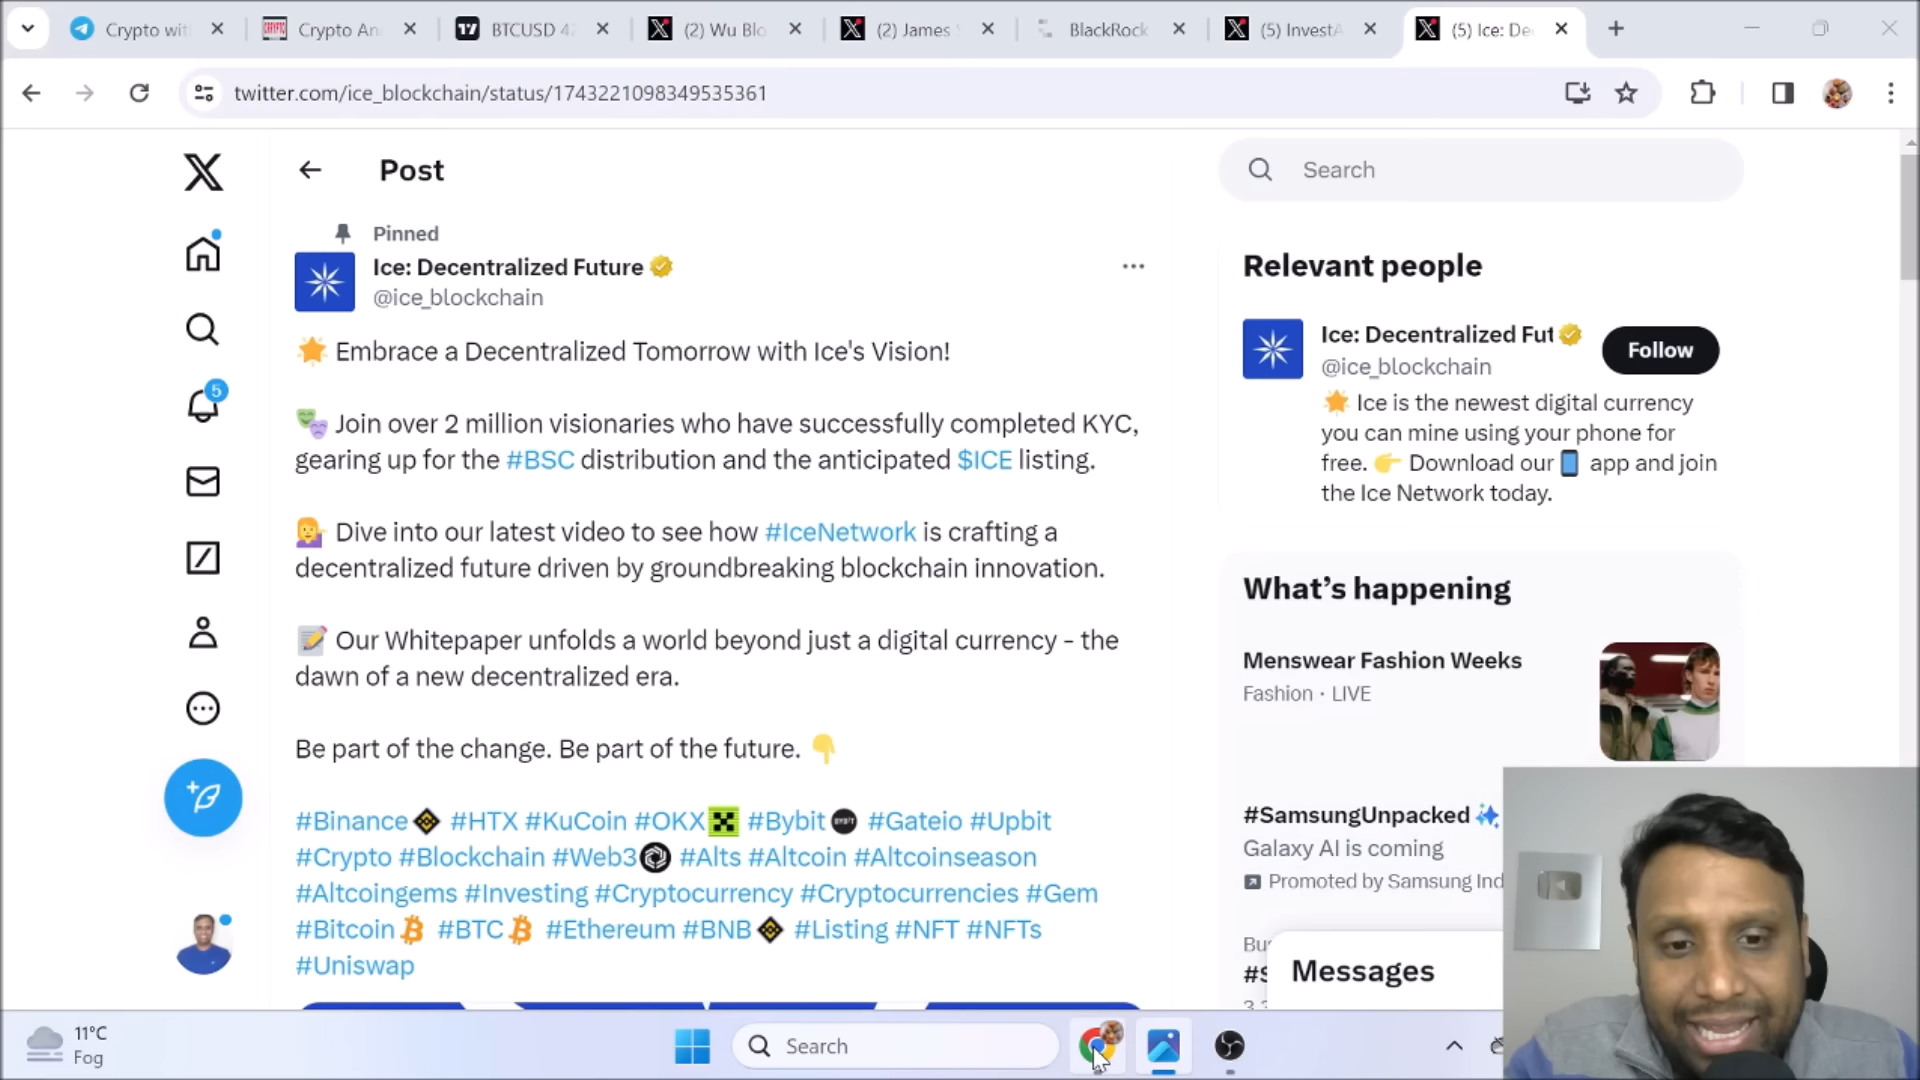 Crypto wit
Crypto An
BTCUSD 42
(2) Wu Blo
(2) James
BlackRock
(5) InvestA
(5) Ice: De
twitter.com/ice_blockchain/status/1743221098349535361
Post
Search
Pinned
Ice: Decentralized Future
@ice_blockchain
🌟 Embrace a Decentralized Tomorrow with Ice's Vision!
🎭 Join over 2 million visionaries who have successfully completed KYC,
gearing up for the #BSC distribution and the anticipated $ICE listing.
💁‍♀️ Dive into our latest video to see how #IceNetwork is crafting a
decentralized future driven by groundbreaking blockchain innovation.
📝 Our Whitepaper unfolds a world beyond just a digital currency - the
dawn of a new decentralized era.
Be part of the change. Be part of the future. 👇
#Binance #HTX #KuCoin #OKX #Bybit #Gateio #Upbit
#Crypto #Blockchain #Web3 #Alts #Altcoin #Altcoinseason
#Altcoingems #Investing #Cryptocurrency #Cryptocurrencies #Gem
#Bitcoin #BTC #Ethereum #BNB #Listing #NFT #NFTs
#Uniswap
5
Relevant people
Ice: Decentralized Fut
@ice_blockchain
Follow
🌟 Ice is the newest digital currency
you can mine using your phone for
free. 👉 Download our 📱 app and join
the Ice Network today.
What's happening
Menswear Fashion Weeks
Fashion · LIVE
#SamsungUnpacked
Galaxy AI is coming
Promoted by Samsung Ind
Messages
11°C
Fog
Search